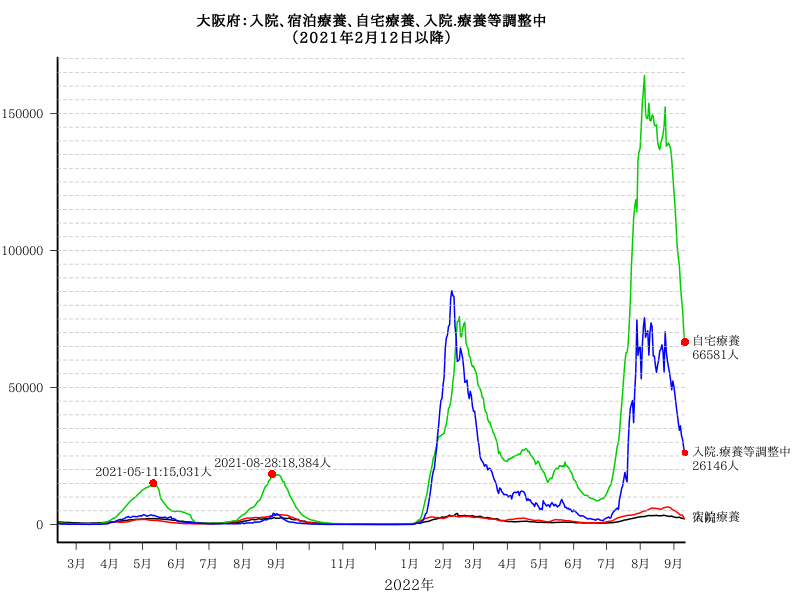 大阪府：入院、宿泊療養、自宅療養、入院.療養等調整中
（2021年2月12日以降）
150000
100000
50000
0
2021-05-11:15,031人
2021-08-28:18,384人
自宅療養
66581人
入院.療養等調整中
26146人
宿泊療養
入院
3月 4月 5月 6月 7月 8月 9月 11月 1月 2月 3月 4月 5月 6月 7月 8月 9月
2022年